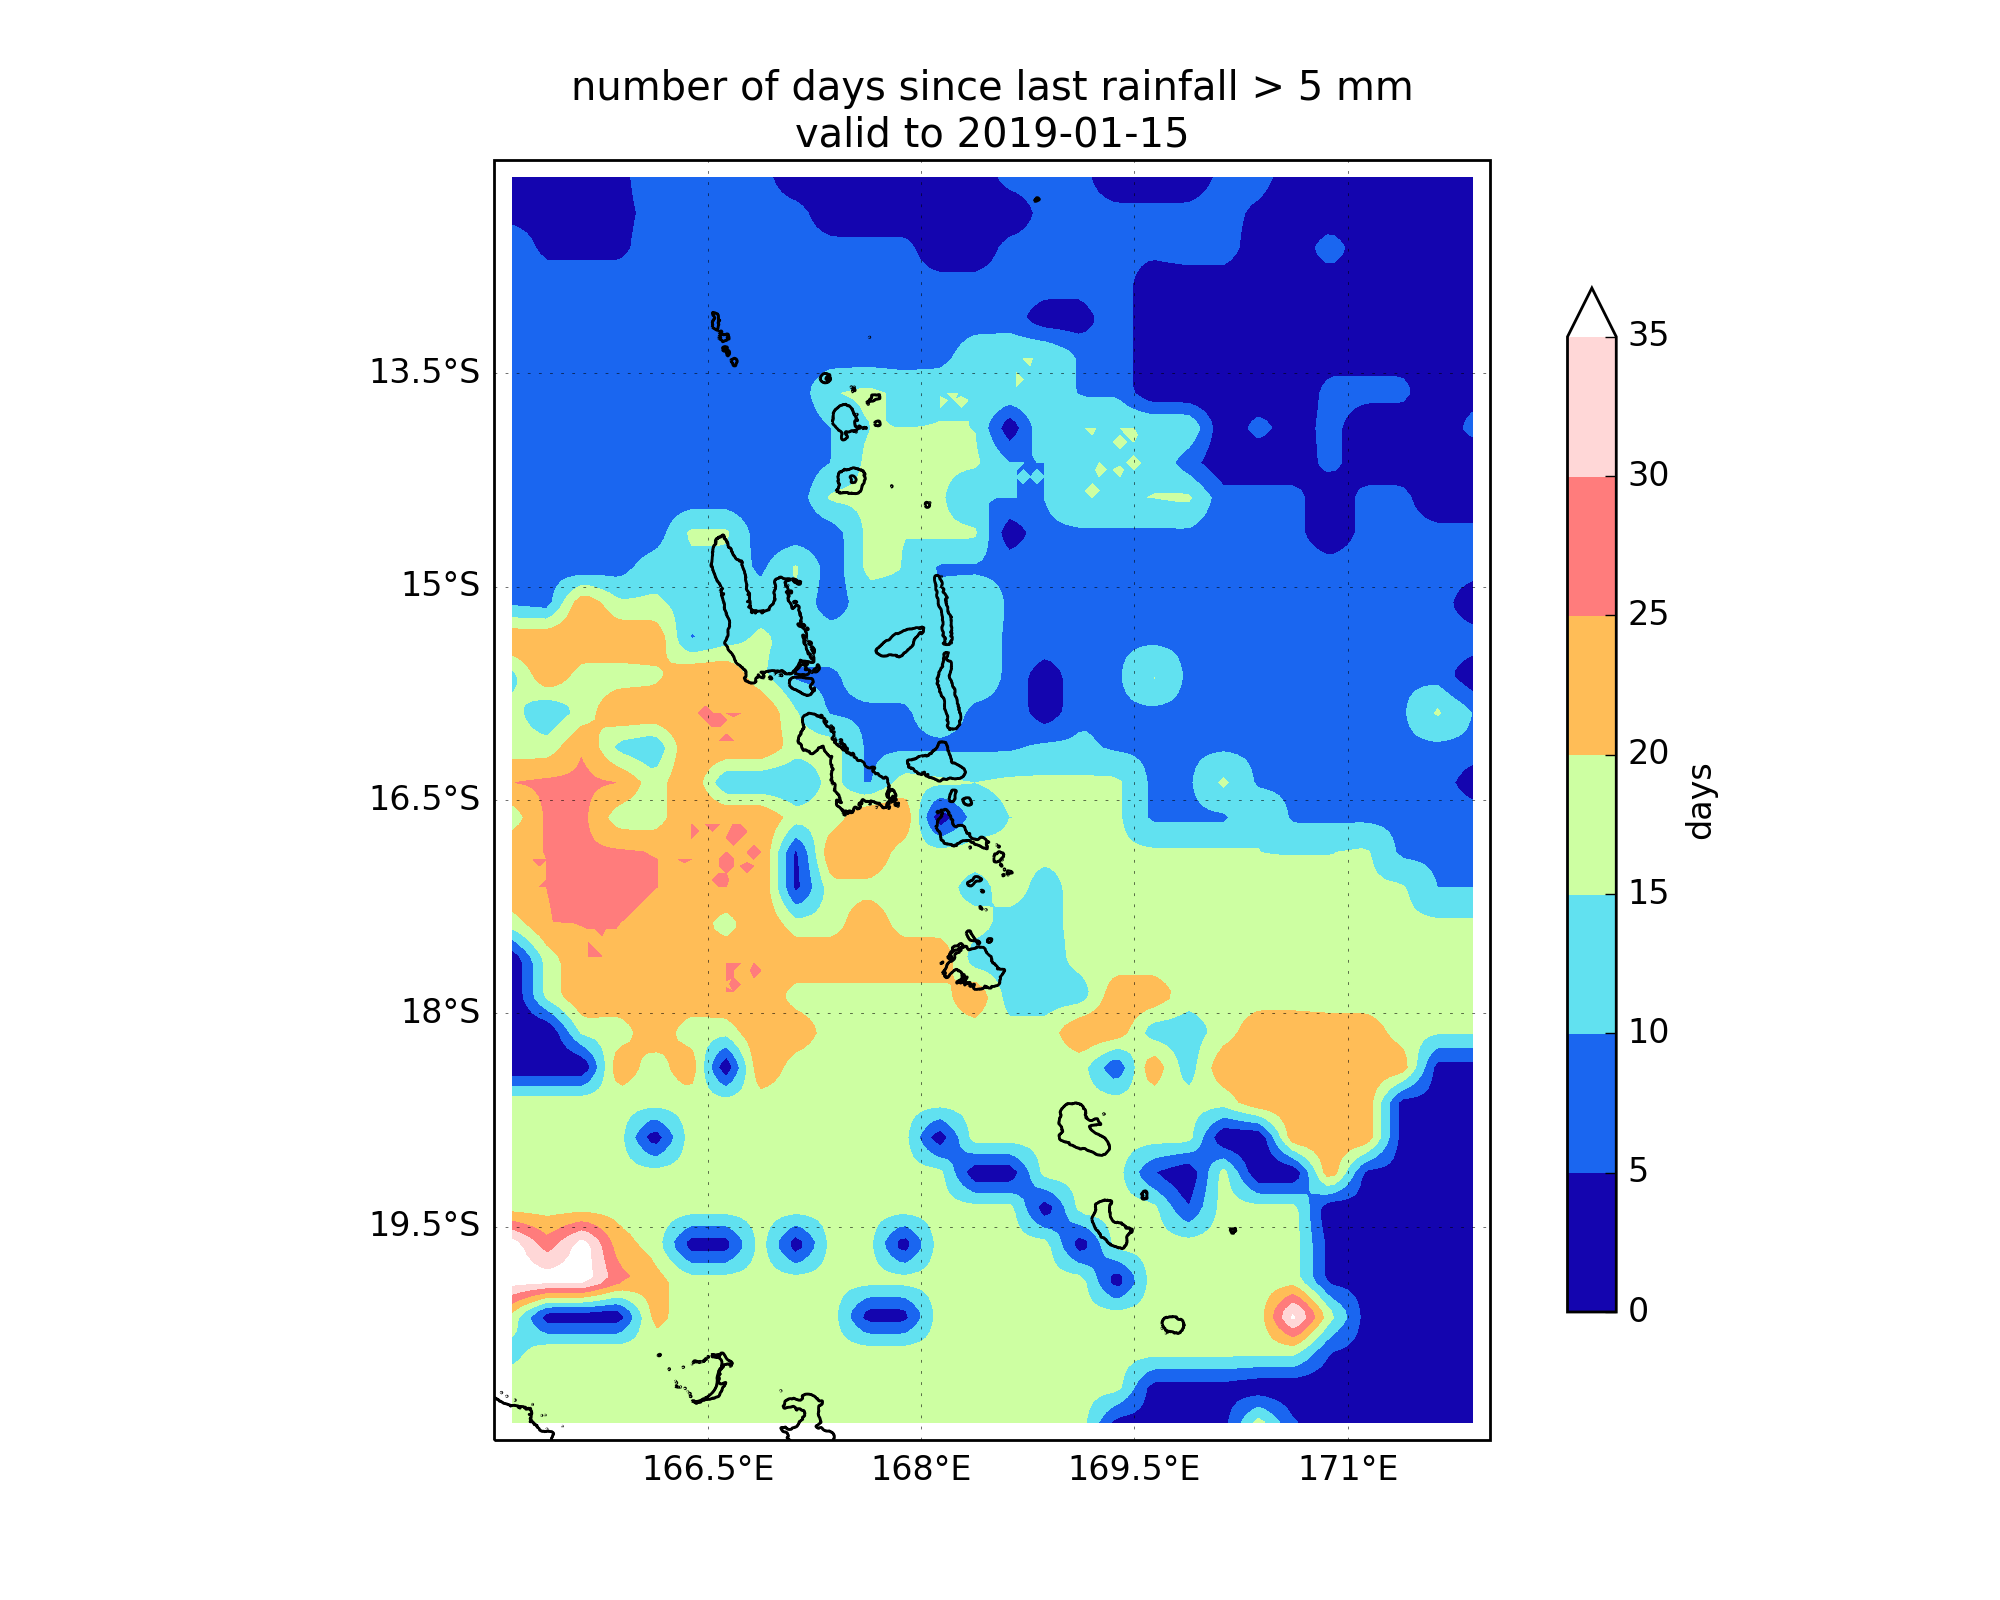 number of days since last rainfall > 5 mm
valid to 2019-01-15
13.5°S
15°S
16.5°S
18°S
19.5°S
166.5°E
168°E
169.5°E
171°E
35
30
25
20
15
10
5
0
days